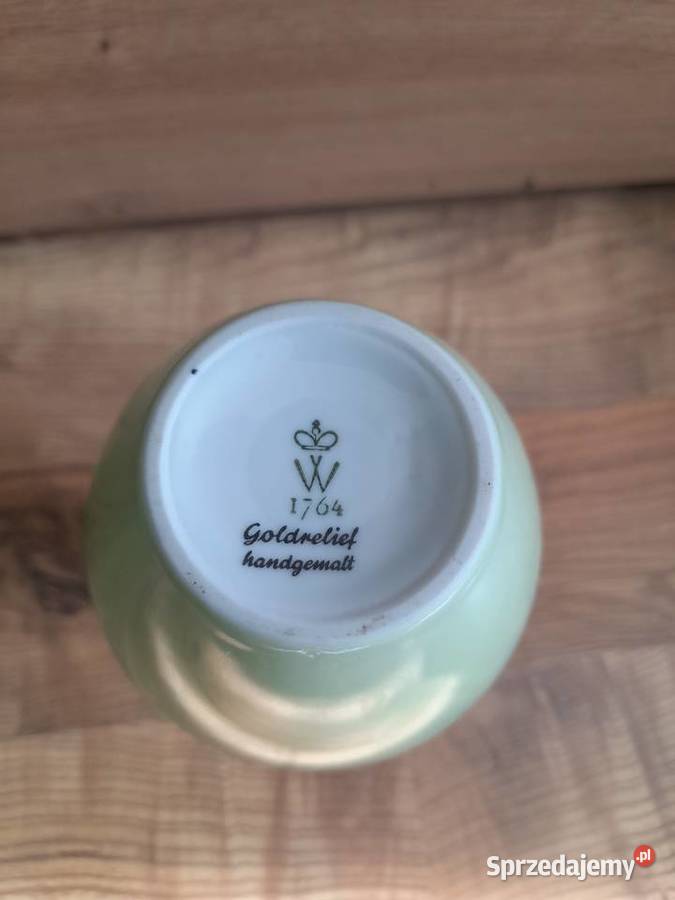 W
1764
Goldrelief
handgemalt
Sprzedajemy.pl